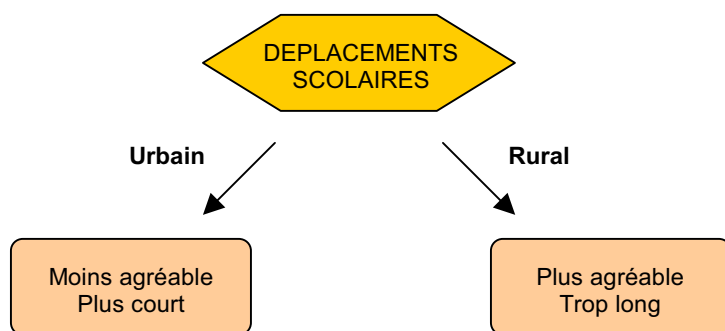 DEPLACEMENTS
SCOLAIRES
Urbain
Rural
Moins agréable
Plus court
Plus agréable
Trop long